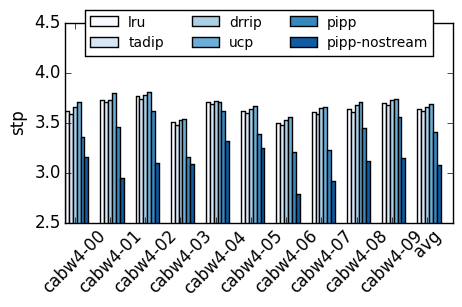 lru drrip pipp
tadip ucp pipp-nostream
4.5
4.0
3.5
3.0
2.5
stp
cabw4-00
cabw4-01
cabw4-02
cabw4-03
cabw4-04
cabw4-05
cabw4-06
cabw4-07
cabw4-08
cabw4-09
avg